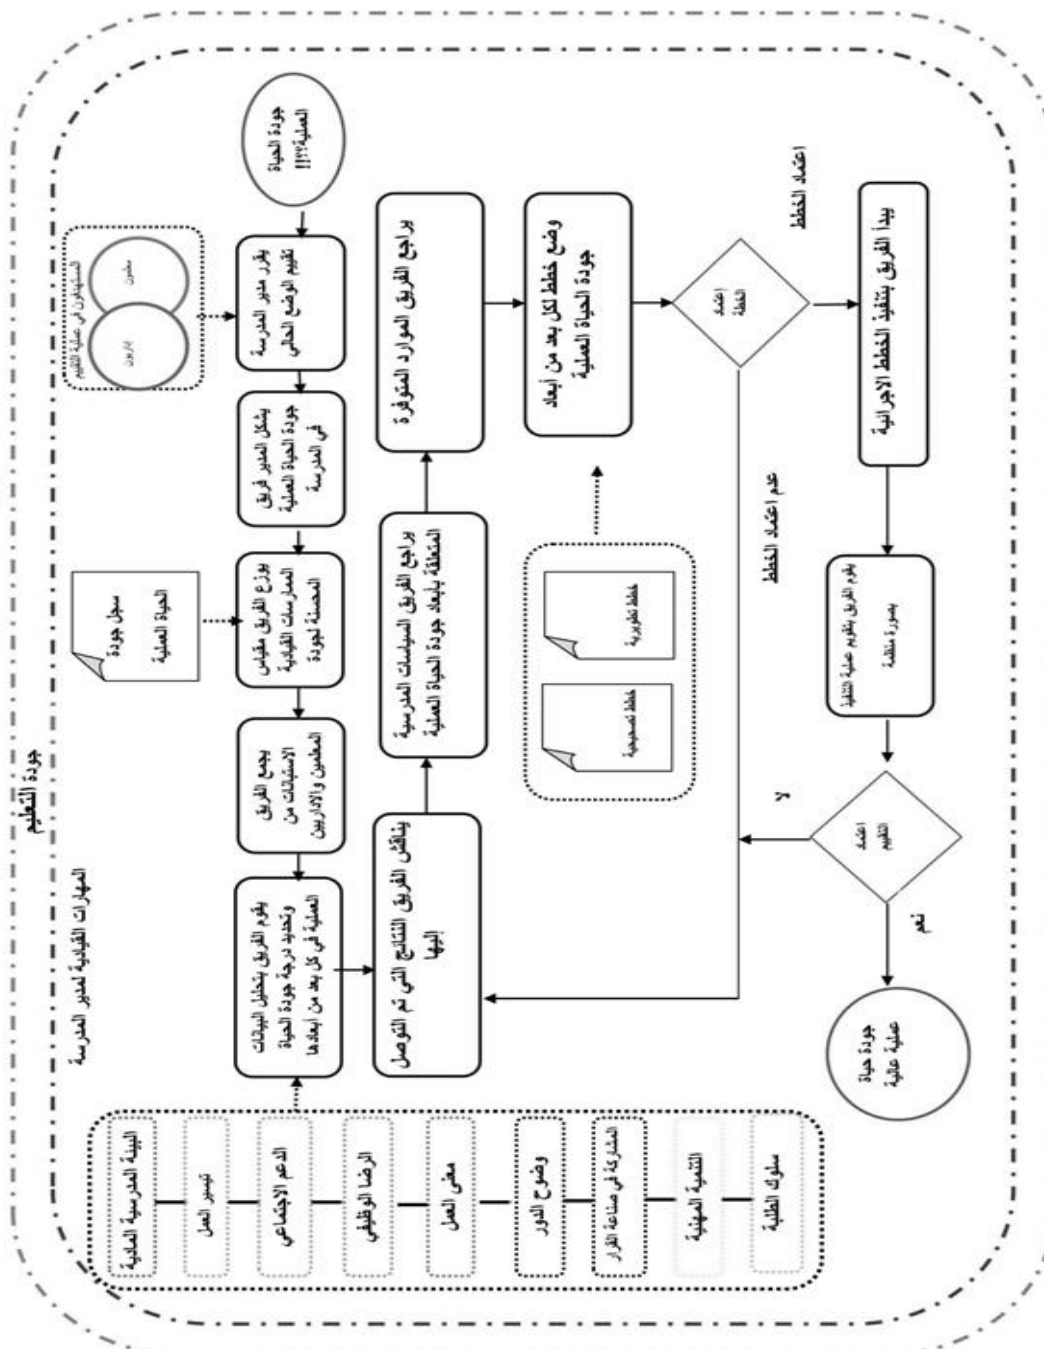 جودة التعليم
المهارات القيادية لمدير المدرسة
جودة الحياة
العملية؟؟!!!
المستهدفون في عملية التقييم
معلمون
إداريون
يقرر مدير المدرسة
تقييم الوضع الحالي
يشكل المدير فريق
جودة الحياة العملية
في المدرسة
سجل جودة
الحياة العملية
يوزع الفريق مقياس
الممارسات القيادية
المحسنة لجودة
يجمع الفريق
الاستبانات من
المعلمين والاداريين
يقوم الفريق بتحليل البيانات
وتحديد درجة جودة الحياة
العملية في كل بعد من ابعادها
البيئة المدرسية المادية
تيسير العمل
الدعم الاجتماعي
الرضا الوظيفي
معنى العمل
وضوح الدور
المشاركة في صناعة القرار
التنمية المهنية
سلوك الطلبة
يناقش الفريق النتائج التي تم التوصل
إليها
يراجع الفريق السياسات المدرسية
المتعلقة بأبعاد جودة الحياة العملية
يراجع الفريق الموارد المتوفرة
وضع خطط لكل بعد من أبعاد
جودة الحياة العملية
خطط تطويرية
خطط تصحيحية
إعتماد
الخطة
اعتماد الخطط
عدم اعتماد الخطط
يبدأ الفريق بتنفيذ الخطط الاجرائية
يقوم الفريق بتقويم عملية التنفيذ
بصورة منتظمة
اعتماد
التقييم
لا
نعم
جودة حياة
عملية عالية